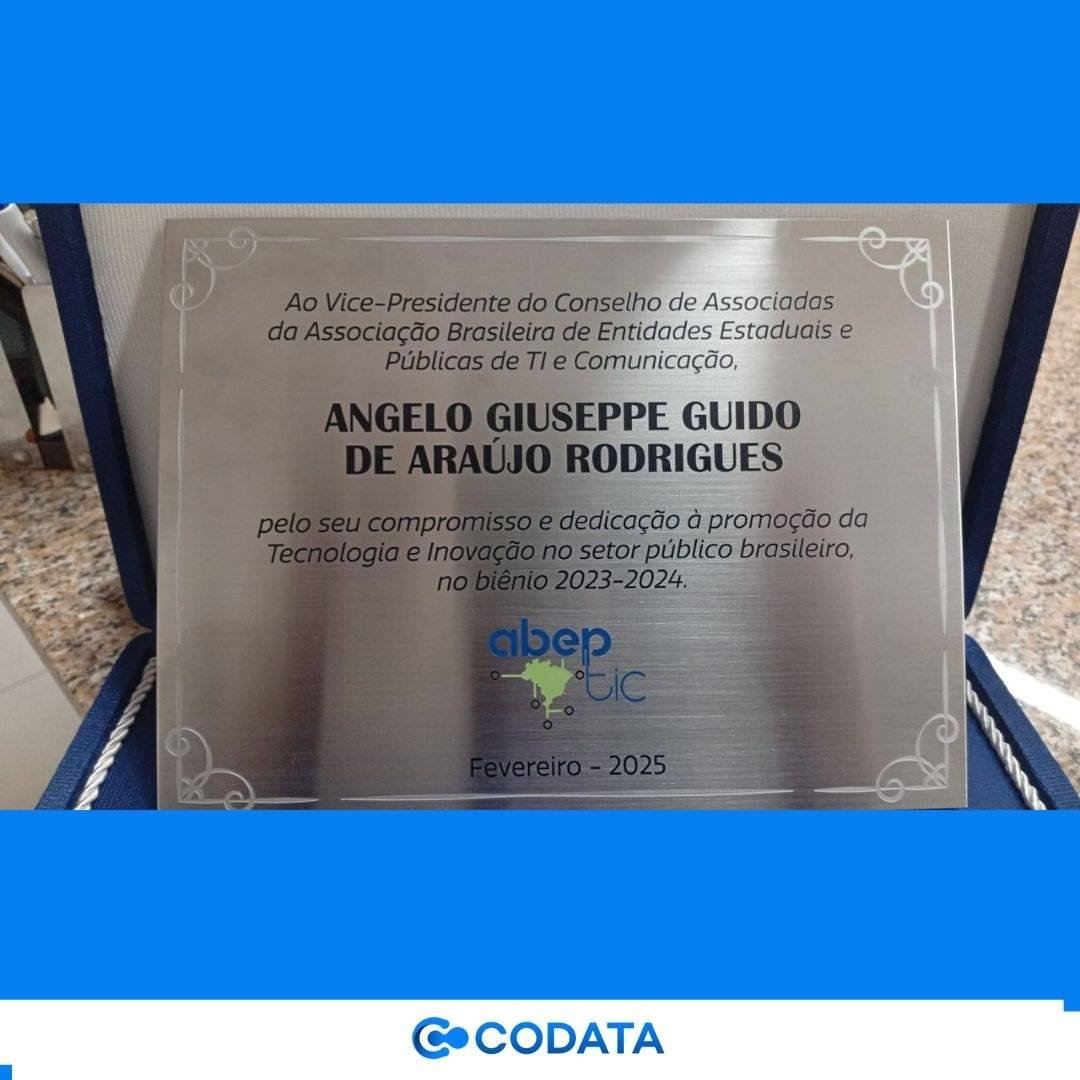 Ao Vice-Presidente do Conselho de Associadas
da Associação Brasileira de Entidades Estaduais e
Públicas de TI e Comunicação,
ANGELO GIUSEPPE GUIDO
DE ARAÚJO RODRIGUES
pelo seu compromisso e dedicação à promoção da
Tecnologia e Inovação no setor público brasileiro,
no biênio 2023-2024.
abep
tic
Fevereiro - 2025
CODATA